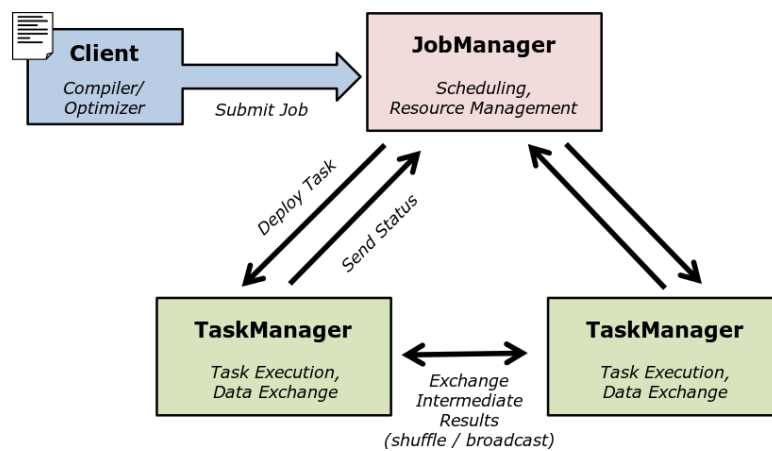 Client
Compiler/
Optimizer
Submit Job
JobManager
Scheduling,
Resource Management
Deploy Task
Send Status
TaskManager
Task Execution,
Data Exchange
Exchange
Intermediate
Results
(shuffle / broadcast)
TaskManager
Task Execution,
Data Exchange